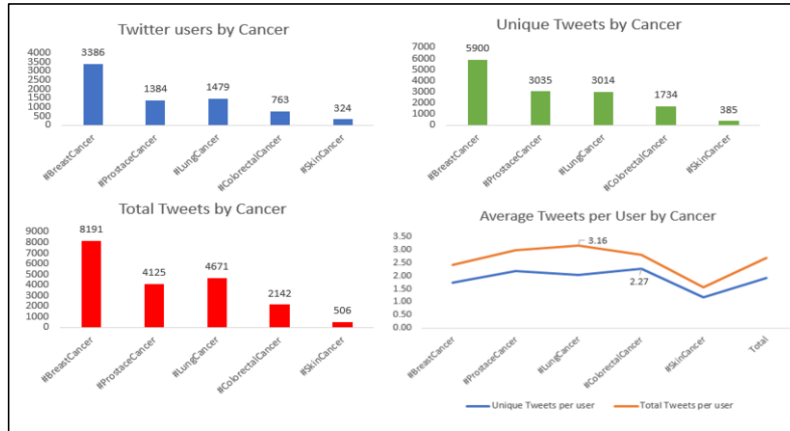 Twitter users by Cancer
4000
3500
3000
2500
2000
1500
1000
500
0
3386
1384
1479
763
324
#BreastCancer
#ProstaceCancer
#LungCancer
#ColorectalCancer
#SkinCancer
Unique Tweets by Cancer
7000
6000
5000
4000
3000
2000
1000
0
5900
3035
3014
1734
385
#BreastCancer
#ProstaceCancer
#LungCancer
#ColorectalCancer
#SkinCancer
Total Tweets by Cancer
9000
8000
7000
6000
5000
4000
3000
2000
1000
0
8191
4125
4671
2142
506
#BreastCancer
#ProstaceCancer
#LungCancer
#ColorectalCancer
#SkinCancer
Average Tweets per User by Cancer
3.50
3.00
2.50
2.00
1.50
1.00
0.50
0.00
3.16
2.27
#BreastCancer
#ProstaceCancer
#LungCancer
#ColorectalCancer
#SkinCancer
Total
Unique Tweets per user
Total Tweets per user